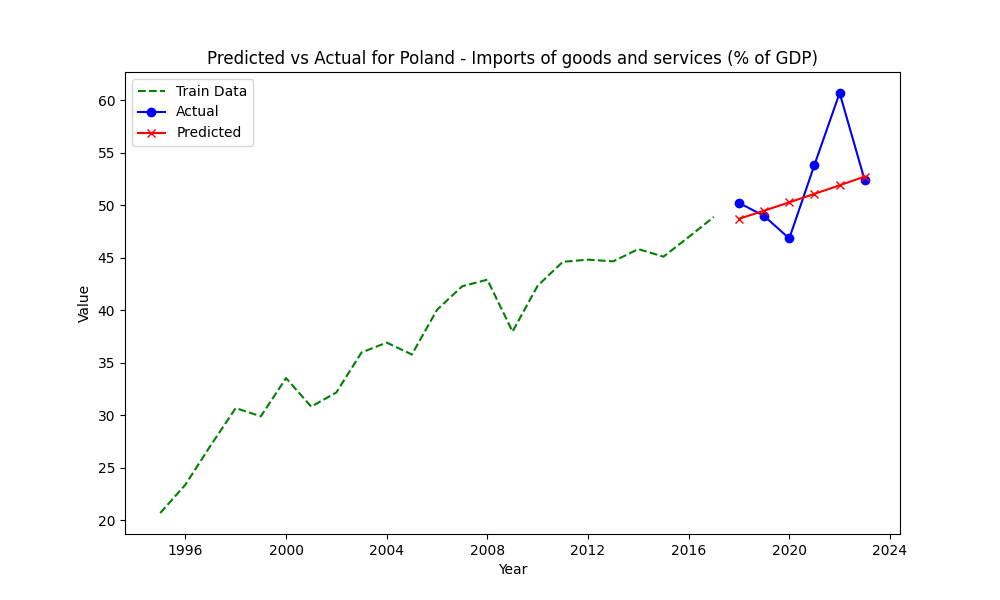 Predicted vs Actual for Poland - Imports of goods and services (% of GDP)
Train Data
Actual
Predicted
Value
60
55
50
45
40
35
30
25
20
1996
2000
2004
2008
2012
2016
2020
2024
Year